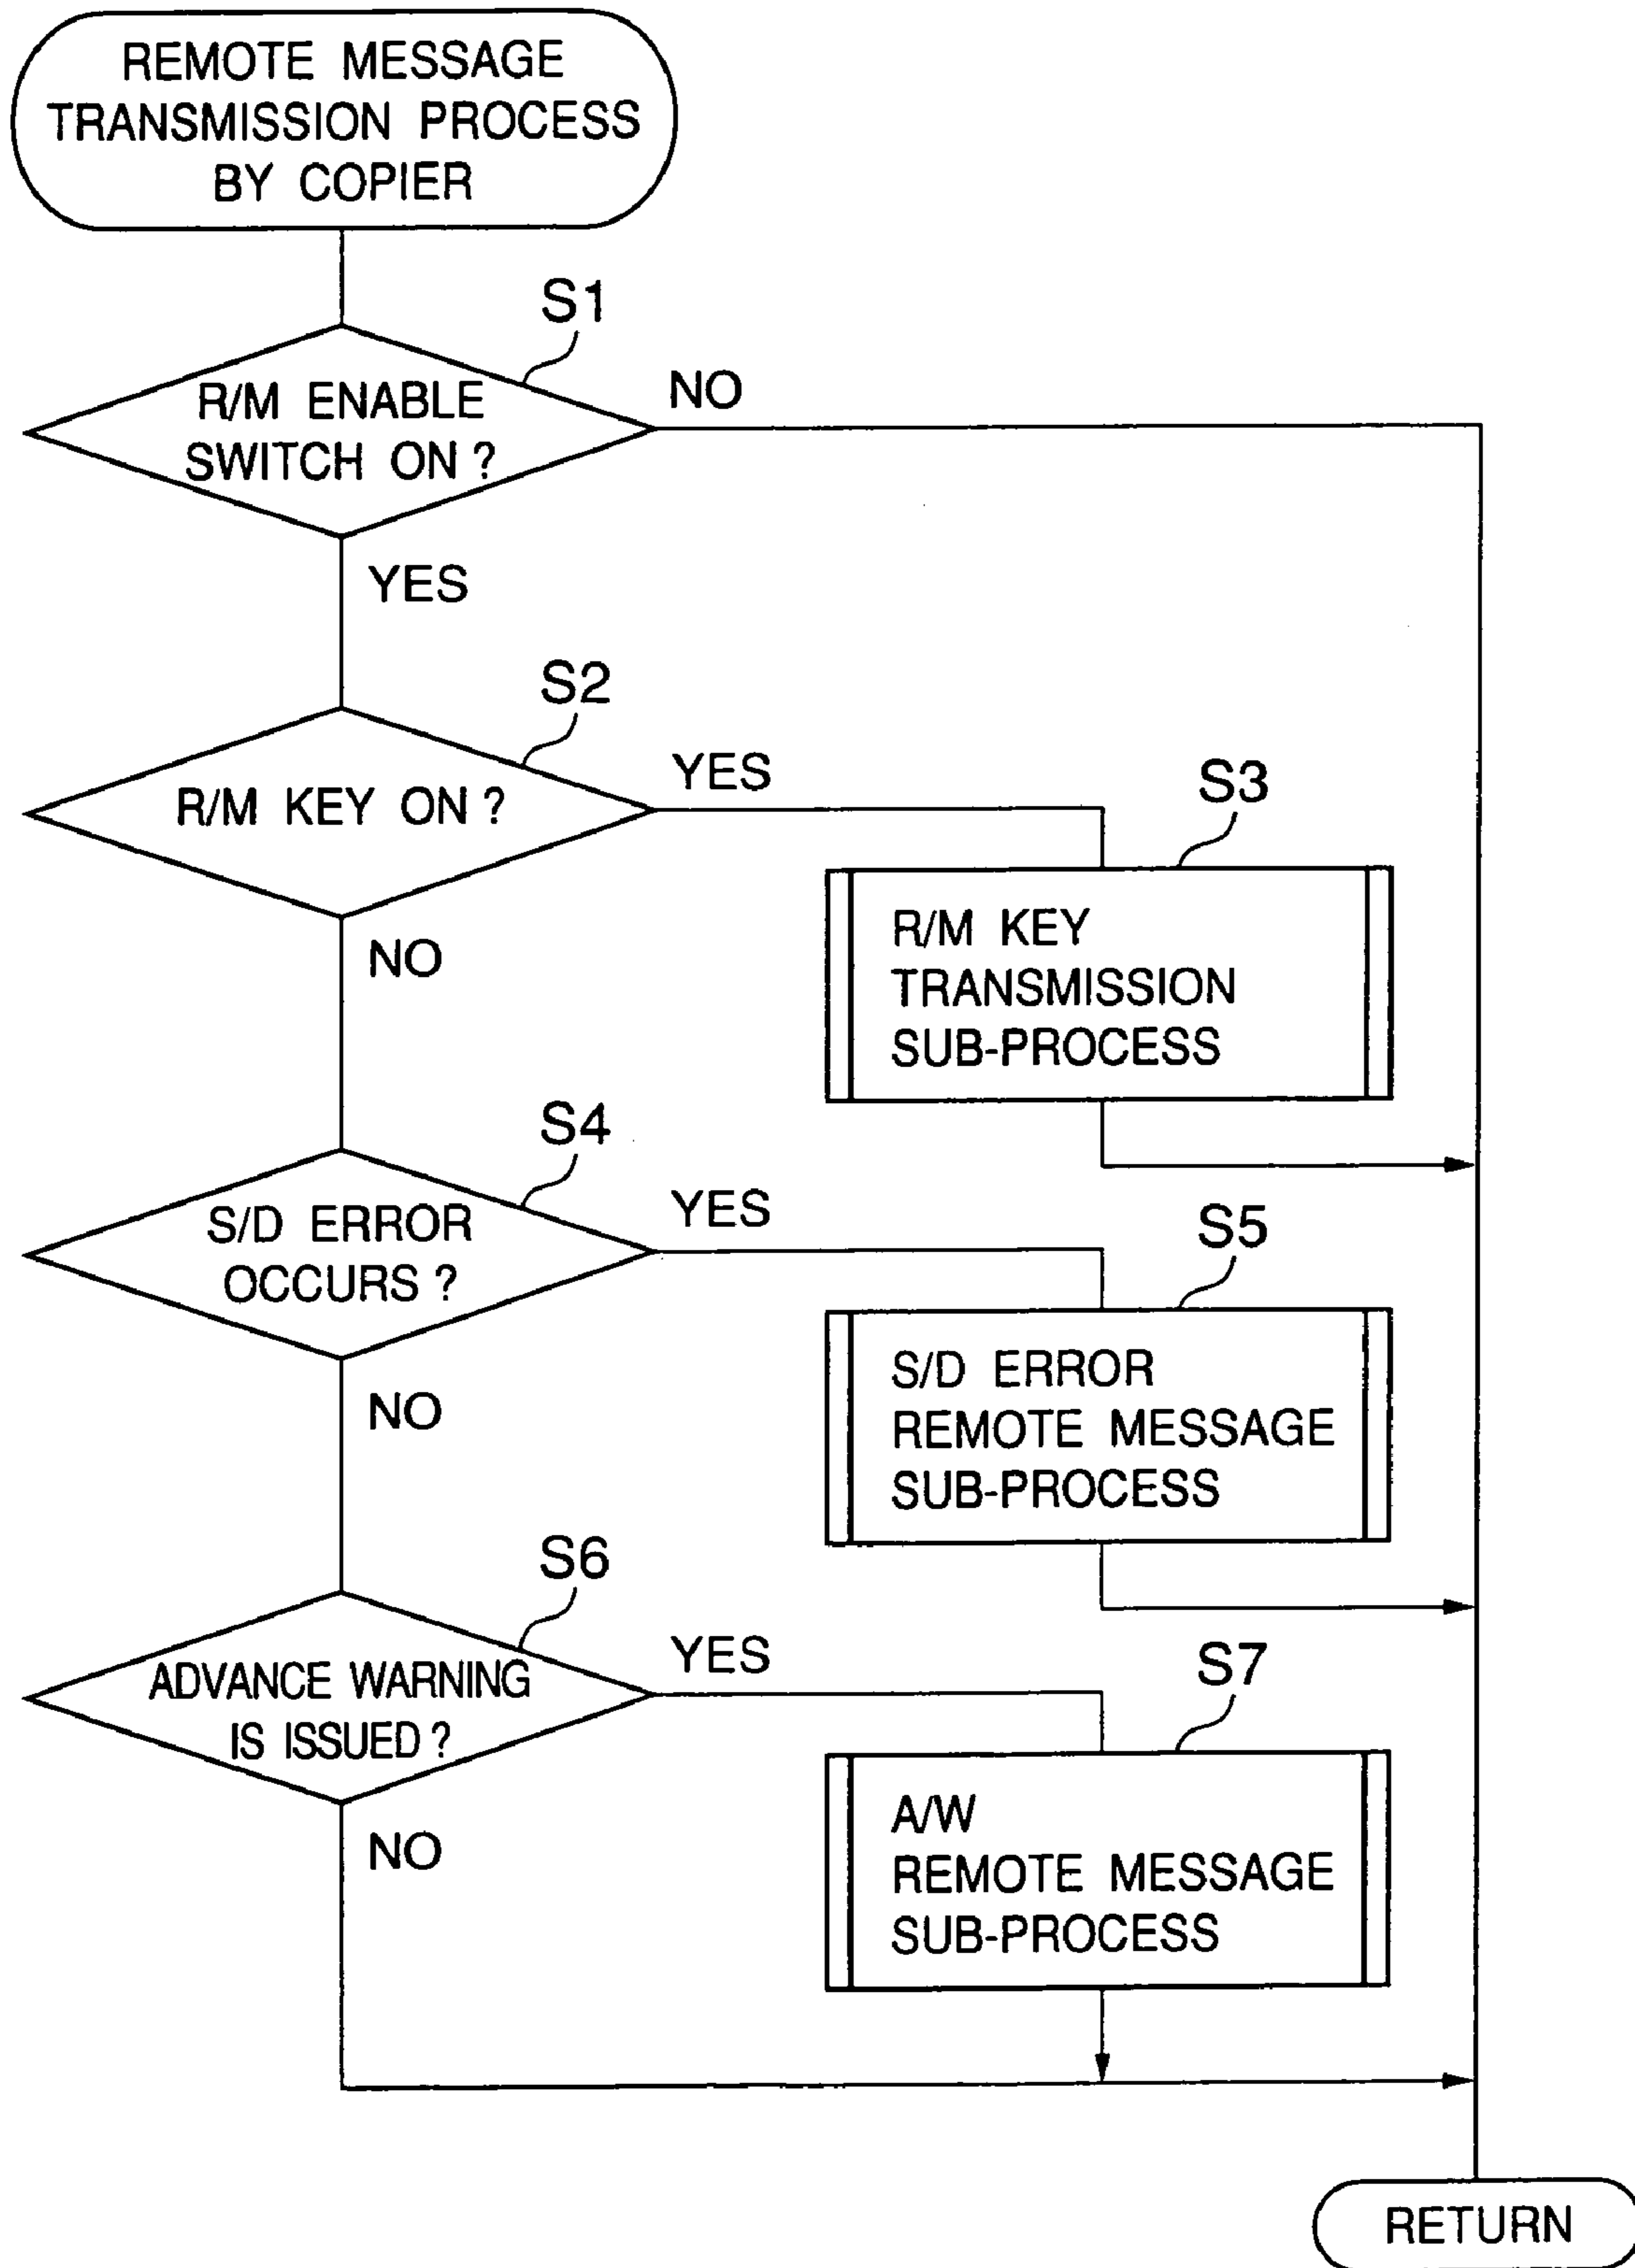 REMOTE MESSAGE
TRANSMISSION PROCESS
BY COPIER
S1
R/M ENABLE
SWITCH ON ?
NO
YES
S2
R/M KEY ON ?
YES
NO
S3
R/M KEY
TRANSMISSION
SUB-PROCESS
S4
S/D ERROR
OCCURS ?
YES
NO
S5
S/D ERROR
REMOTE MESSAGE
SUB-PROCESS
S6
ADVANCE WARNING
IS ISSUED ?
YES
NO
S7
A/W
REMOTE MESSAGE
SUB-PROCESS
RETURN